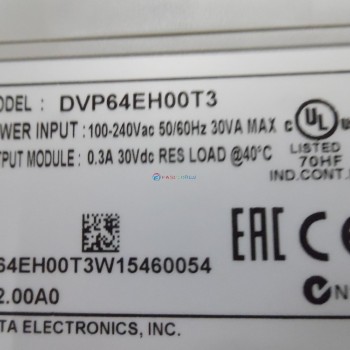 ODEL : DVP64EH00T3
WER INPUT : 100-240Vac 50/60Hz 30VA MAX
TPUT MODULE : 0.3A 30Vdc RES LOAD @40°C
c UL
LISTED
70HF
IND.CONT.
EAC CE
64EH00T3W15460054
2.00A0
N
TA ELECTRONICS, INC.